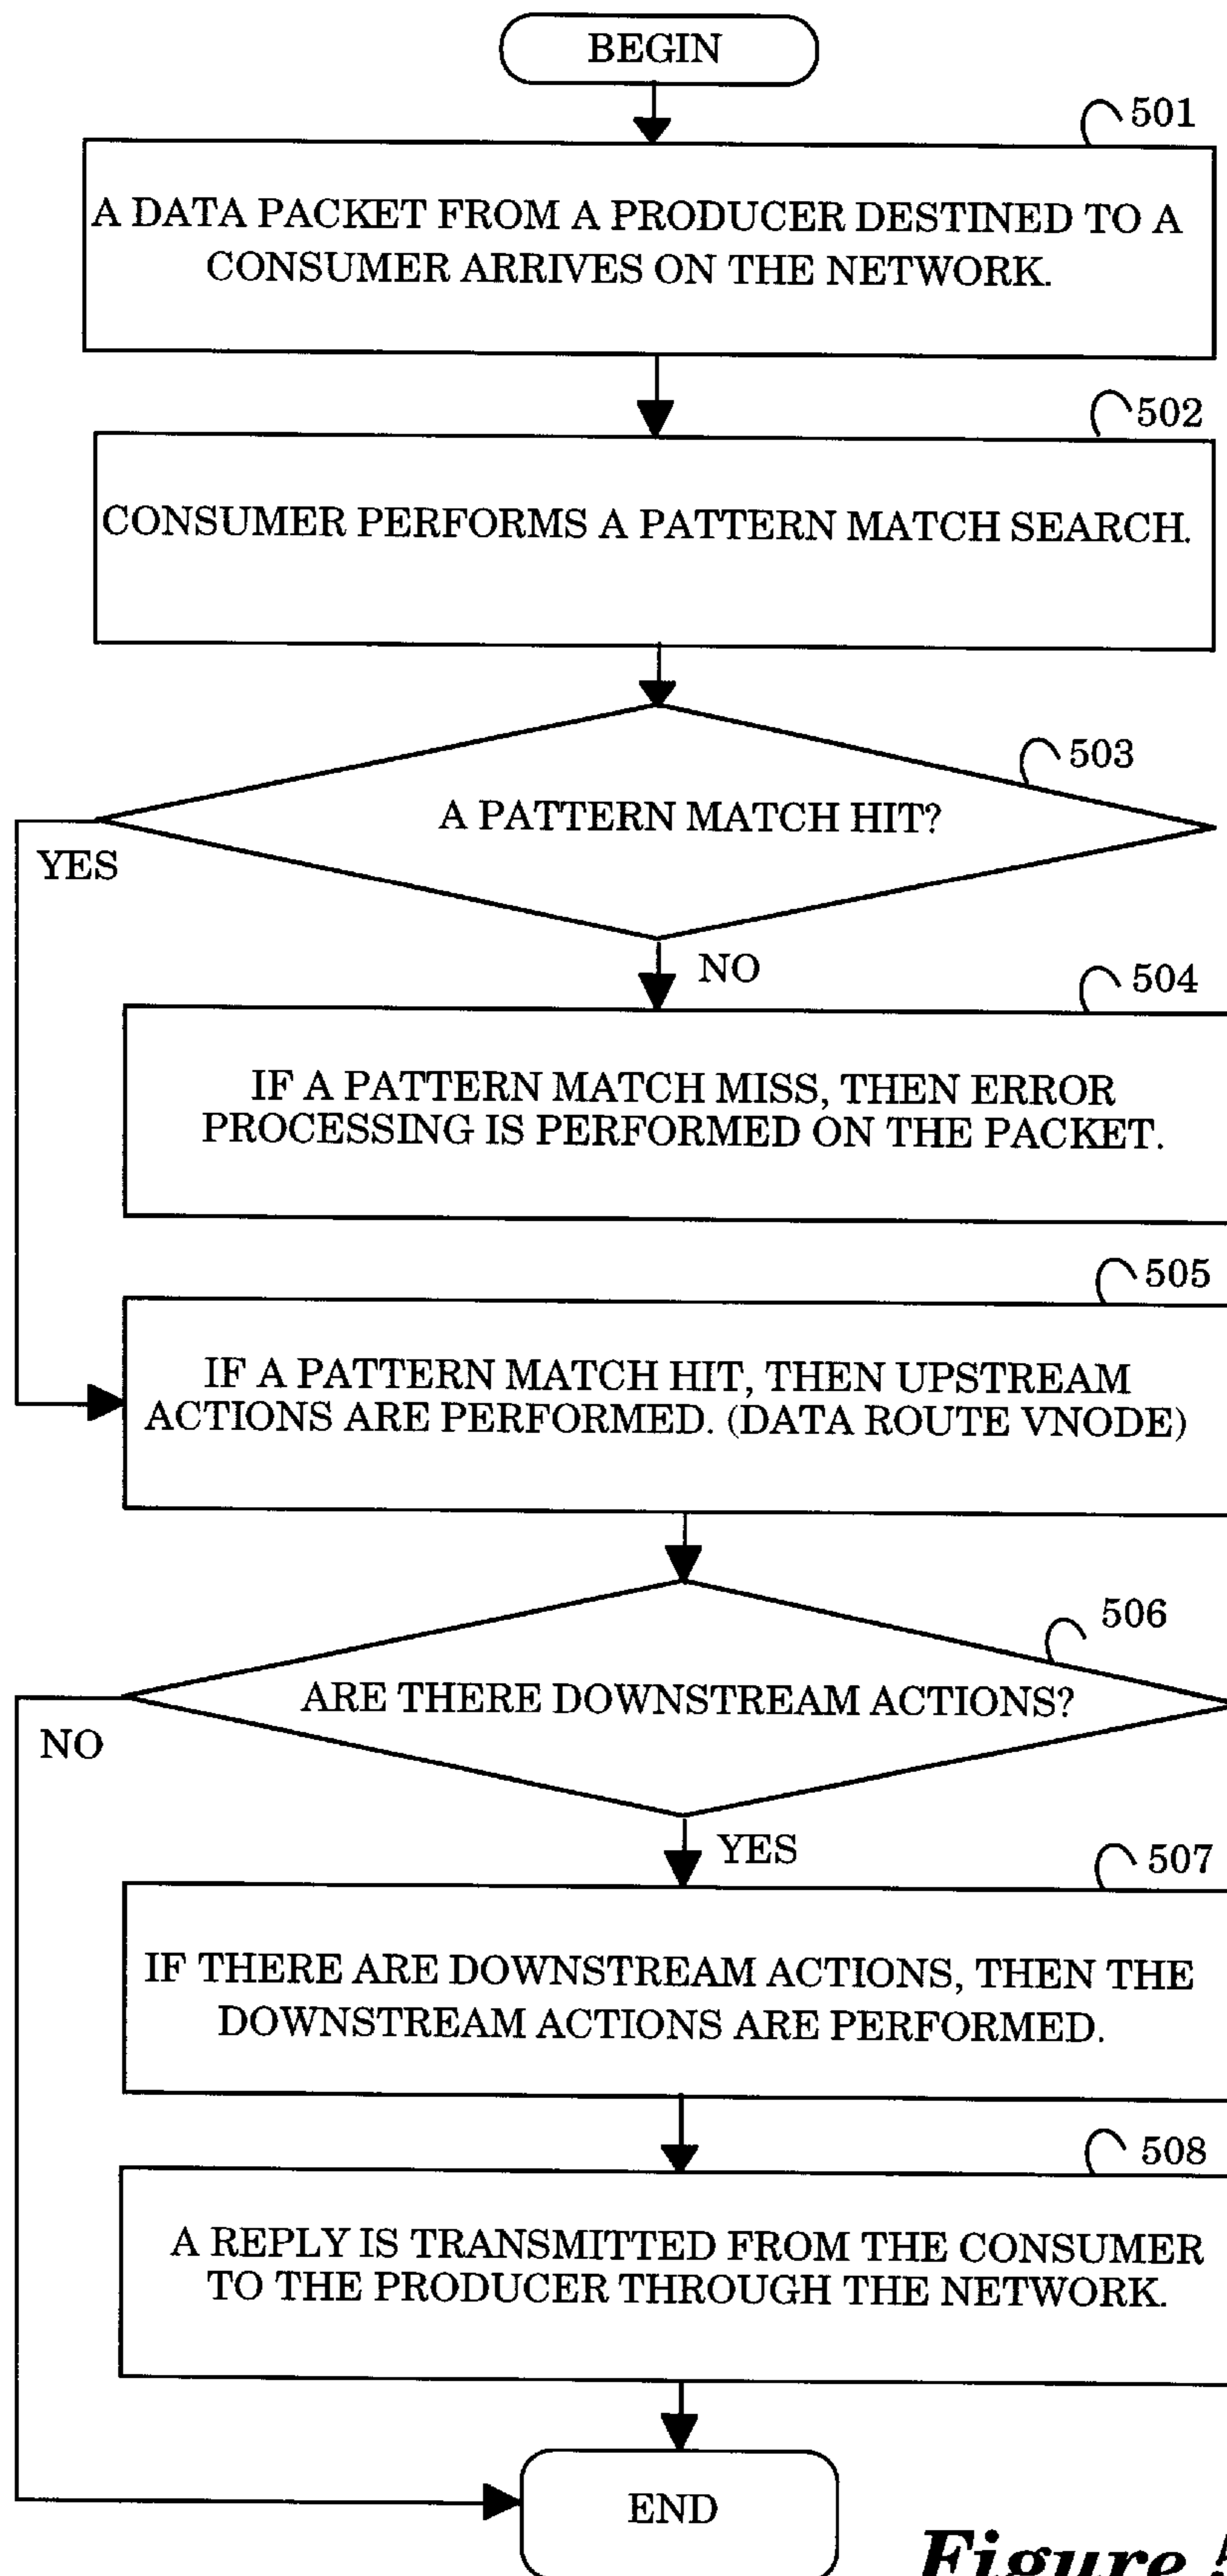 BEGIN
501
A DATA PACKET FROM A PRODUCER DESTINED TO A
CONSUMER ARRIVES ON THE NETWORK.
502
CONSUMER PERFORMS A PATTERN MATCH SEARCH.
503
A PATTERN MATCH HIT?
YES
NO
504
IF A PATTERN MATCH MISS, THEN ERROR
PROCESSING IS PERFORMED ON THE PACKET.
505
IF A PATTERN MATCH HIT, THEN UPSTREAM
ACTIONS ARE PERFORMED. (DATA ROUTE VNODE)
506
ARE THERE DOWNSTREAM ACTIONS?
NO
YES
507
IF THERE ARE DOWNSTREAM ACTIONS, THEN THE
DOWNSTREAM ACTIONS ARE PERFORMED.
508
A REPLY IS TRANSMITTED FROM THE CONSUMER
TO THE PRODUCER THROUGH THE NETWORK.
END
Figure